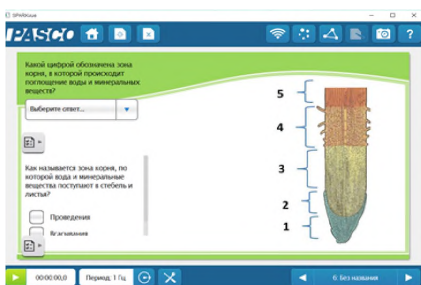 SPARKvue
PASCO
?
Какой цифрой обозначена зона
корня, в которой происходит
поглощение воды и минеральных
веществ?
Выберите ответ...
Как называется зона корня, по
которой вода и минеральные
вещества поступают в стебель и
листья?
Проведения
Всасывания
5
4
3
2
1
00:00:00,0
Период: 1 Гц
6: Без названия